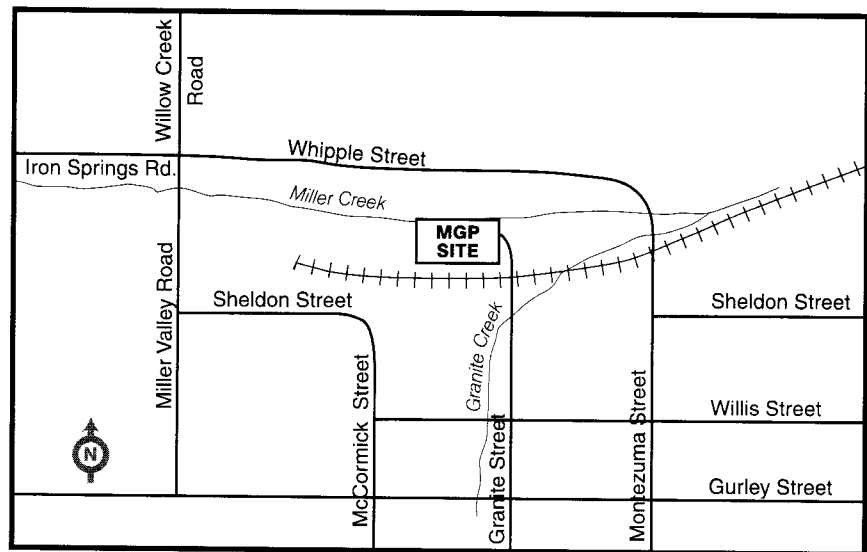 Willow Creek
Road
Whipple Street
Iron Springs Rd.
Miller Creek
MGP
SITE
Sheldon Street
Sheldon Street
Miller Valley Road
Granite Creek
McCormick Street
Granite Street
Montezuma Street
Willis Street
N
Gurley Street